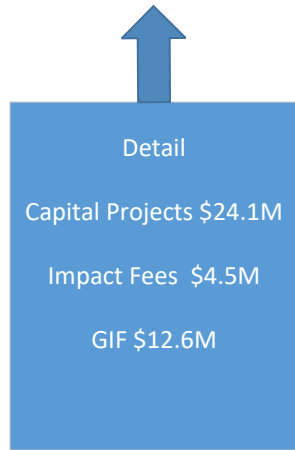 Detail
Capital Projects $24.1M
Impact Fees  $4.5M
GIF $12.6M